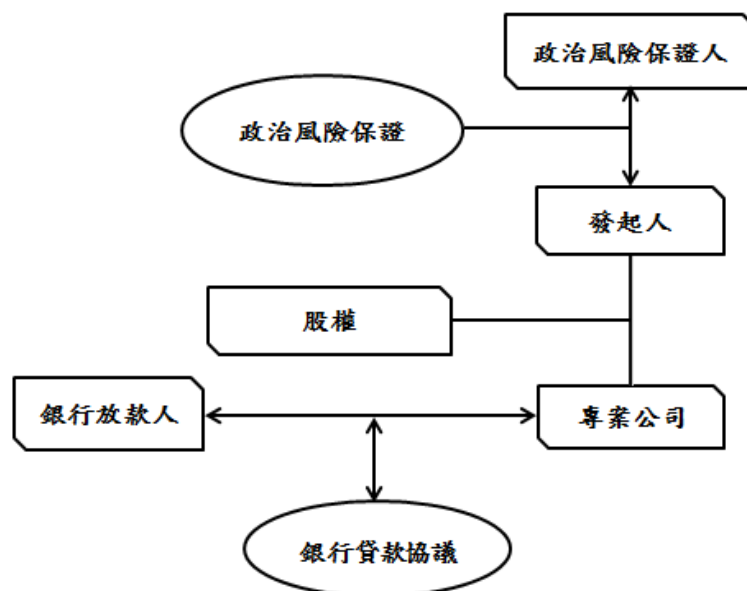 政治風險保證人
政治風險保證
發起人
股權
銀行放款人
專案公司
銀行貸款協議